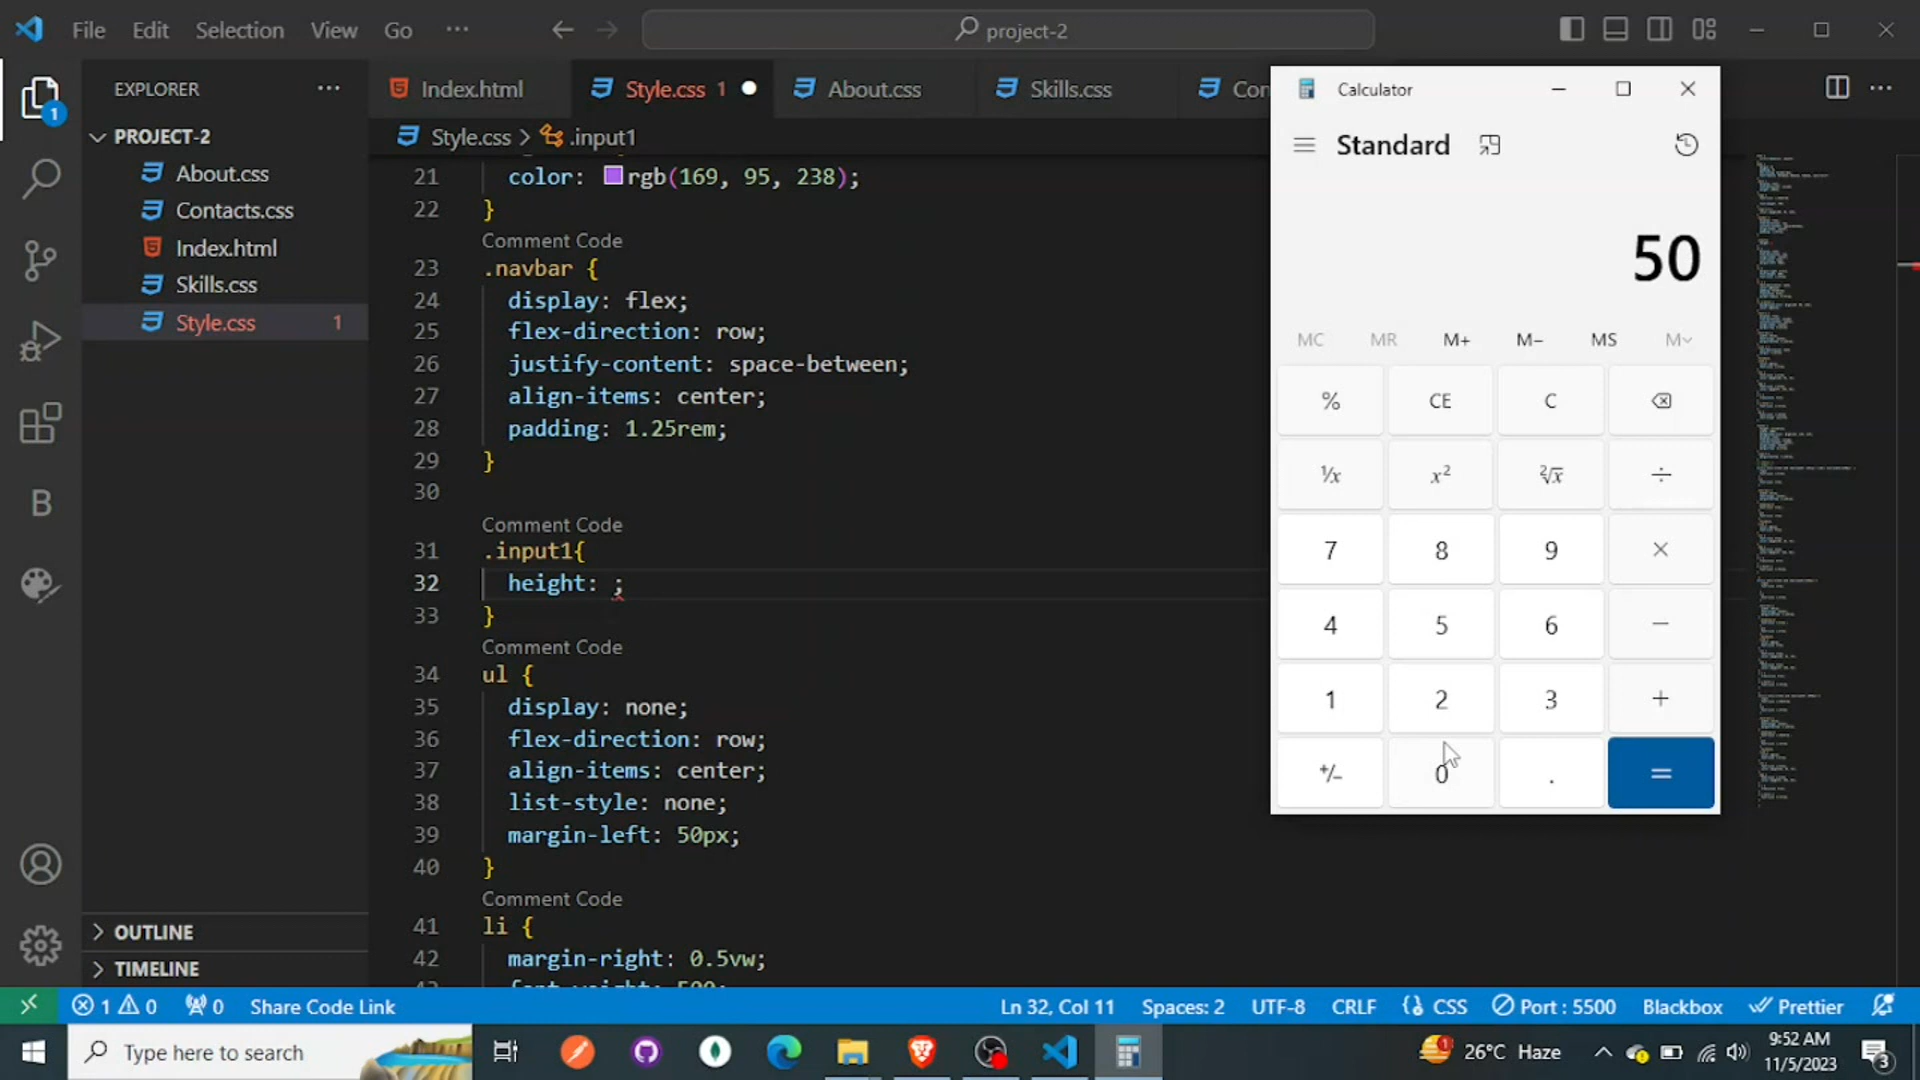 File Edit Selection View Go ··· project-2
EXPLORER ···
PROJECT-2
About.css
Contacts.css
Index.html
Skills.css
Style.css 1
OUTLINE
TIMELINE
1
B
Index.html Style.css 1 About.css Skills.css Con
Style.css > .input1
21 color: rgb(169, 95, 238);
22 }
Comment Code
23 .navbar {
24 display: flex;
25 flex-direction: row;
26 justify-content: space-between;
27 align-items: center;
28 padding: 1.25rem;
29 }
30
Comment Code
31 .input1{
32 height: ;
33 }
Comment Code
34 ul {
35 display: none;
36 flex-direction: row;
37 align-items: center;
38 list-style: none;
39 margin-left: 50px;
40 }
Comment Code
41 li {
42 margin-right: 0.5vw;
Calculator
Standard
50
MC MR M+ M− MS M
% CE C
⅟x x² ²√x ÷
7 8 9 ×
4 5 6 −
1 2 3 +
+/− 0 . =
1 0 0 Share Code Link Ln 32, Col 11 Spaces: 2 UTF-8 CRLF CSS Port : 5500 Blackbox Prettier
Type here to search 26°C Haze 9:52 AM
11/5/2023
3